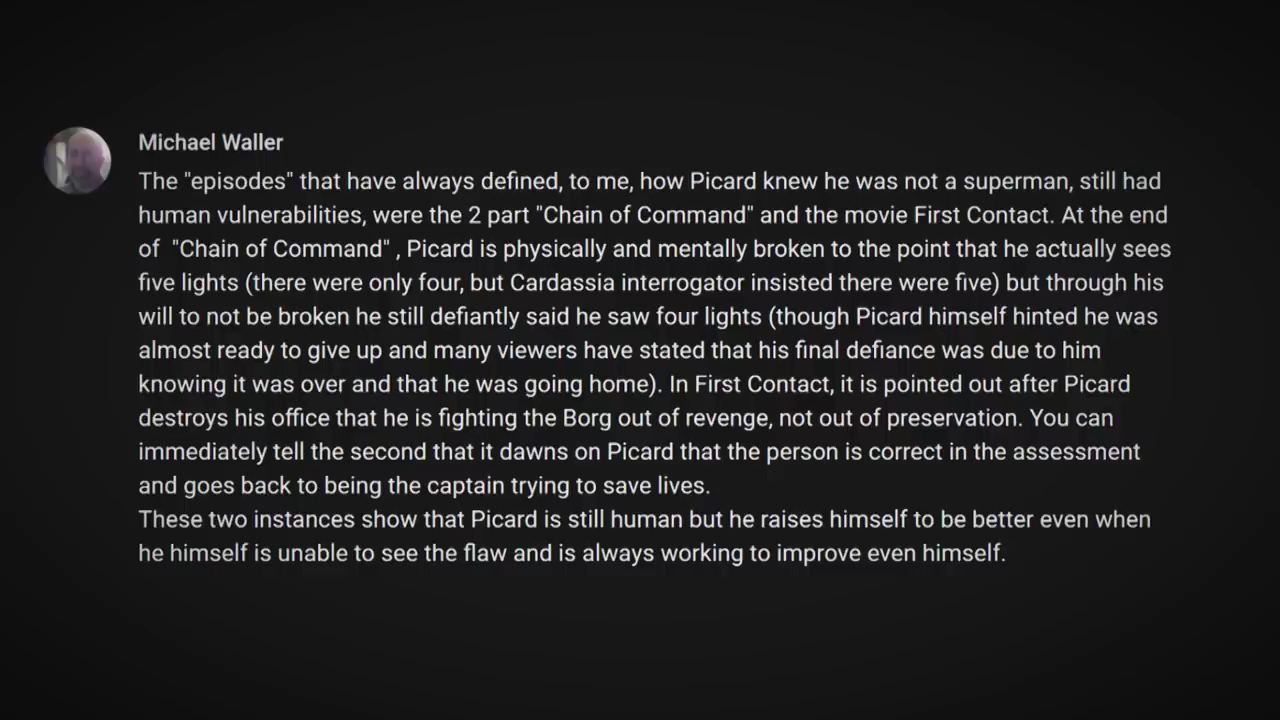 Michael Waller
The "episodes" that have always defined, to me, how Picard knew he was not a superman, still had
human vulnerabilities, were the 2 part "Chain of Command" and the movie First Contact. At the end
of  "Chain of Command" , Picard is physically and mentally broken to the point that he actually sees
five lights (there were only four, but Cardassia interrogator insisted there were five) but through his
will to not be broken he still defiantly said he saw four lights (though Picard himself hinted he was
almost ready to give up and many viewers have stated that his final defiance was due to him
knowing it was over and that he was going home). In First Contact, it is pointed out after Picard
destroys his office that he is fighting the Borg out of revenge, not out of preservation. You can
immediately tell the second that it dawns on Picard that the person is correct in the assessment
and goes back to being the captain trying to save lives.
These two instances show that Picard is still human but he raises himself to be better even when
he himself is unable to see the flaw and is always working to improve even himself.